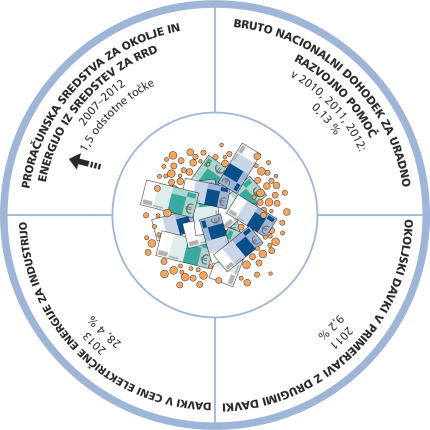 PRORAČUNSKA SREDSTVA ZA OKOLJE IN
ENERGIJO IZ SREDSTEV ZA RRD
2007–2012
1,5 odstotne točke
BRUTO NACIONALNI DOHODEK ZA URADNO
RAZVOJNO POMOČ
v 2010, 2011, 2012:
0,13 %
OKOLJSKI DAVKI V PRIMERJAVI Z DRUGIMI DAVKI
2011
9,2 %
DAVKI V CENI ELEKTRIČNE ENERGIJE ZA INDUSTRIJO
2013
28,4 %